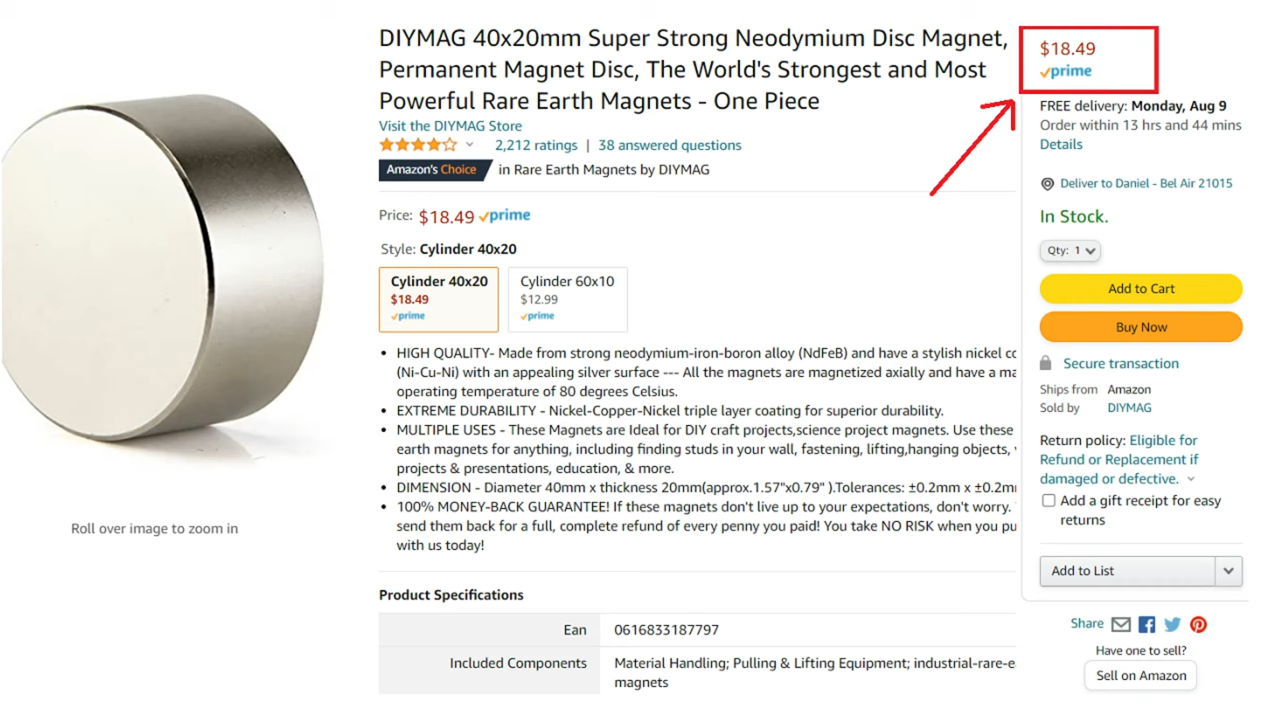 DIYMAG 40x20mm Super Strong Neodymium Disc Magnet,
Permanent Magnet Disc, The World's Strongest and Most
Powerful Rare Earth Magnets - One Piece
Visit the DIYMAG Store
2,212 ratings | 38 answered questions
Amazon's Choice in Rare Earth Magnets by DIYMAG
Price: $18.49 prime
Style: Cylinder 40x20
Cylinder 40x20 Cylinder 60x10
$18.49 $12.99
prime prime
• HIGH QUALITY- Made from strong neodymium-iron-boron alloy (NdFeB) and have a stylish nickel
(Ni-Cu-Ni) with an appealing silver surface --- All the magnets are magnetized axially and have a
operating temperature of 80 degrees Celsius.
• EXTREME DURABILITY - Nickel-Copper-Nickel triple layer coating for superior durability.
• MULTIPLE USES - These Magnets are Ideal for DIY craft projects,science project magnets. Use these
earth magnets for anything, including finding studs in your wall, fastening, lifting,hanging objects,
projects & presentations, education, & more.
• DIMENSION - Diameter 40mm x thickness 20mm(approx.1.57"x0.79" ).Tolerances: ±0.2mm x
• 100% MONEY-BACK GUARANTEE! If these magnets don't live up to your expectations, don't worry.
send them back for a full, complete refund of every penny you paid! You take NO RISK when you
with us today!
Product Specifications
Ean 0616833187797
Included Components Material Handling; Pulling & Lifting Equipment;
magnets
Roll over image to zoom in
$18.49
prime
FREE delivery: Monday, Aug 9
Order within 13 hrs and 44 mins
Details
Deliver to Daniel - Bel Air 21015
In Stock.
Qty: 1
Add to Cart
Buy Now
Secure transaction
Ships from Amazon
Sold by DIYMAG
Return policy: Eligible for
Refund or Replacement if
damaged or defective.
Add a gift receipt for easy
returns
Add to List
Share
Have one to sell?
Sell on Amazon